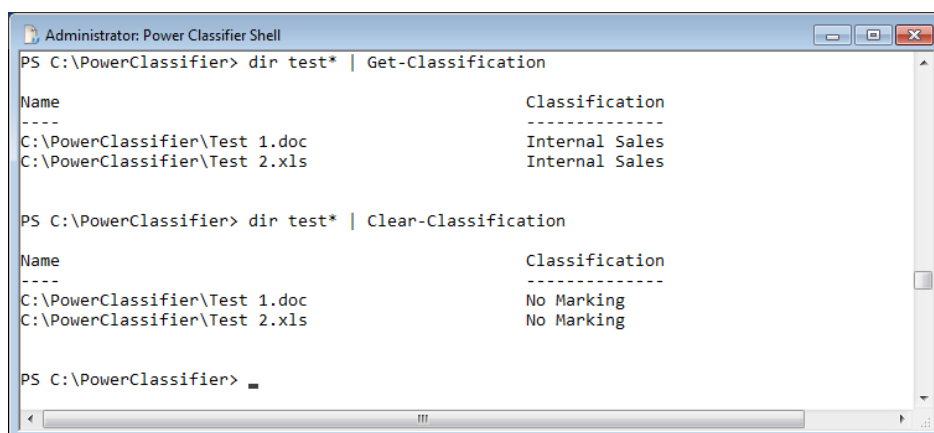 Administrator: Power Classifier Shell
PS C:\PowerClassifier> dir test* | Get-Classification
Name Classification
---- --------------
C:\PowerClassifier\Test 1.doc Internal Sales
C:\PowerClassifier\Test 2.xls Internal Sales
PS C:\PowerClassifier> dir test* | Clear-Classification
Name Classification
---- --------------
C:\PowerClassifier\Test 1.doc No Marking
C:\PowerClassifier\Test 2.xls No Marking
PS C:\PowerClassifier> _